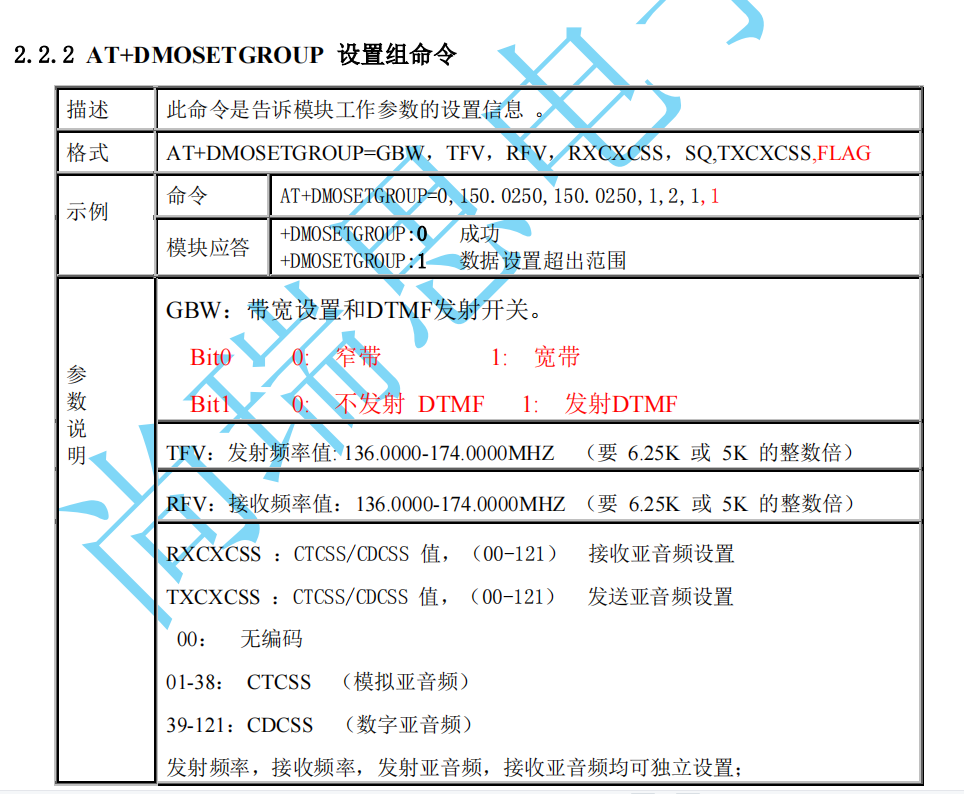 2.2.2 AT+DMOSETGROUP 设置组命令
描述 此命令是告诉模块工作参数的设置信息 。
格式 AT+DMOSETGROUP=GBW，TFV，RFV，RXCXCSS，SQ,TXCXCSS,FLAG
示例 命令 AT+DMOSETGROUP=0,150.0250,150.0250,1,2,1,1
模块应答 +DMOSETGROUP:0 成功
+DMOSETGROUP:1 数据设置超出范围
参数说明
GBW：带宽设置和DTMF发射开关。
Bit0 0: 窄带 1: 宽带
Bit1 0: 不发射 DTMF 1: 发射DTMF
TFV：发射频率值: 136.0000-174.0000MHZ （要 6.25K 或 5K 的整数倍）
RFV：接收频率值：136.0000-174.0000MHZ （要 6.25K 或 5K 的整数倍）
RXCXCSS ：CTCSS/CDCSS 值，（00-121） 接收亚音频设置
TXCXCSS ：CTCSS/CDCSS 值，（00-121） 发送亚音频设置
00： 无编码
01-38： CTCSS （模拟亚音频）
39-121：CDCSS （数字亚音频）
发射频率，接收频率，发射亚音频，接收亚音频均可独立设置；
尚瑞思电子